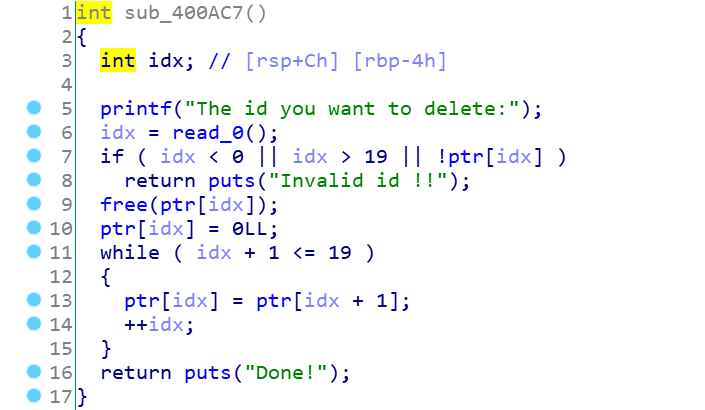 1 int sub_400AC7()
2 {
3   int idx; // [rsp+Ch] [rbp-4h]
4
5   printf("The id you want to delete:");
6   idx = read_0();
7   if ( idx < 0 || idx > 19 || !ptr[idx] )
8     return puts("Invalid id !!");
9   free(ptr[idx]);
10   ptr[idx] = 0LL;
11   while ( idx + 1 <= 19 )
12   {
13     ptr[idx] = ptr[idx + 1];
14     ++idx;
15   }
16   return puts("Done!");
17 }